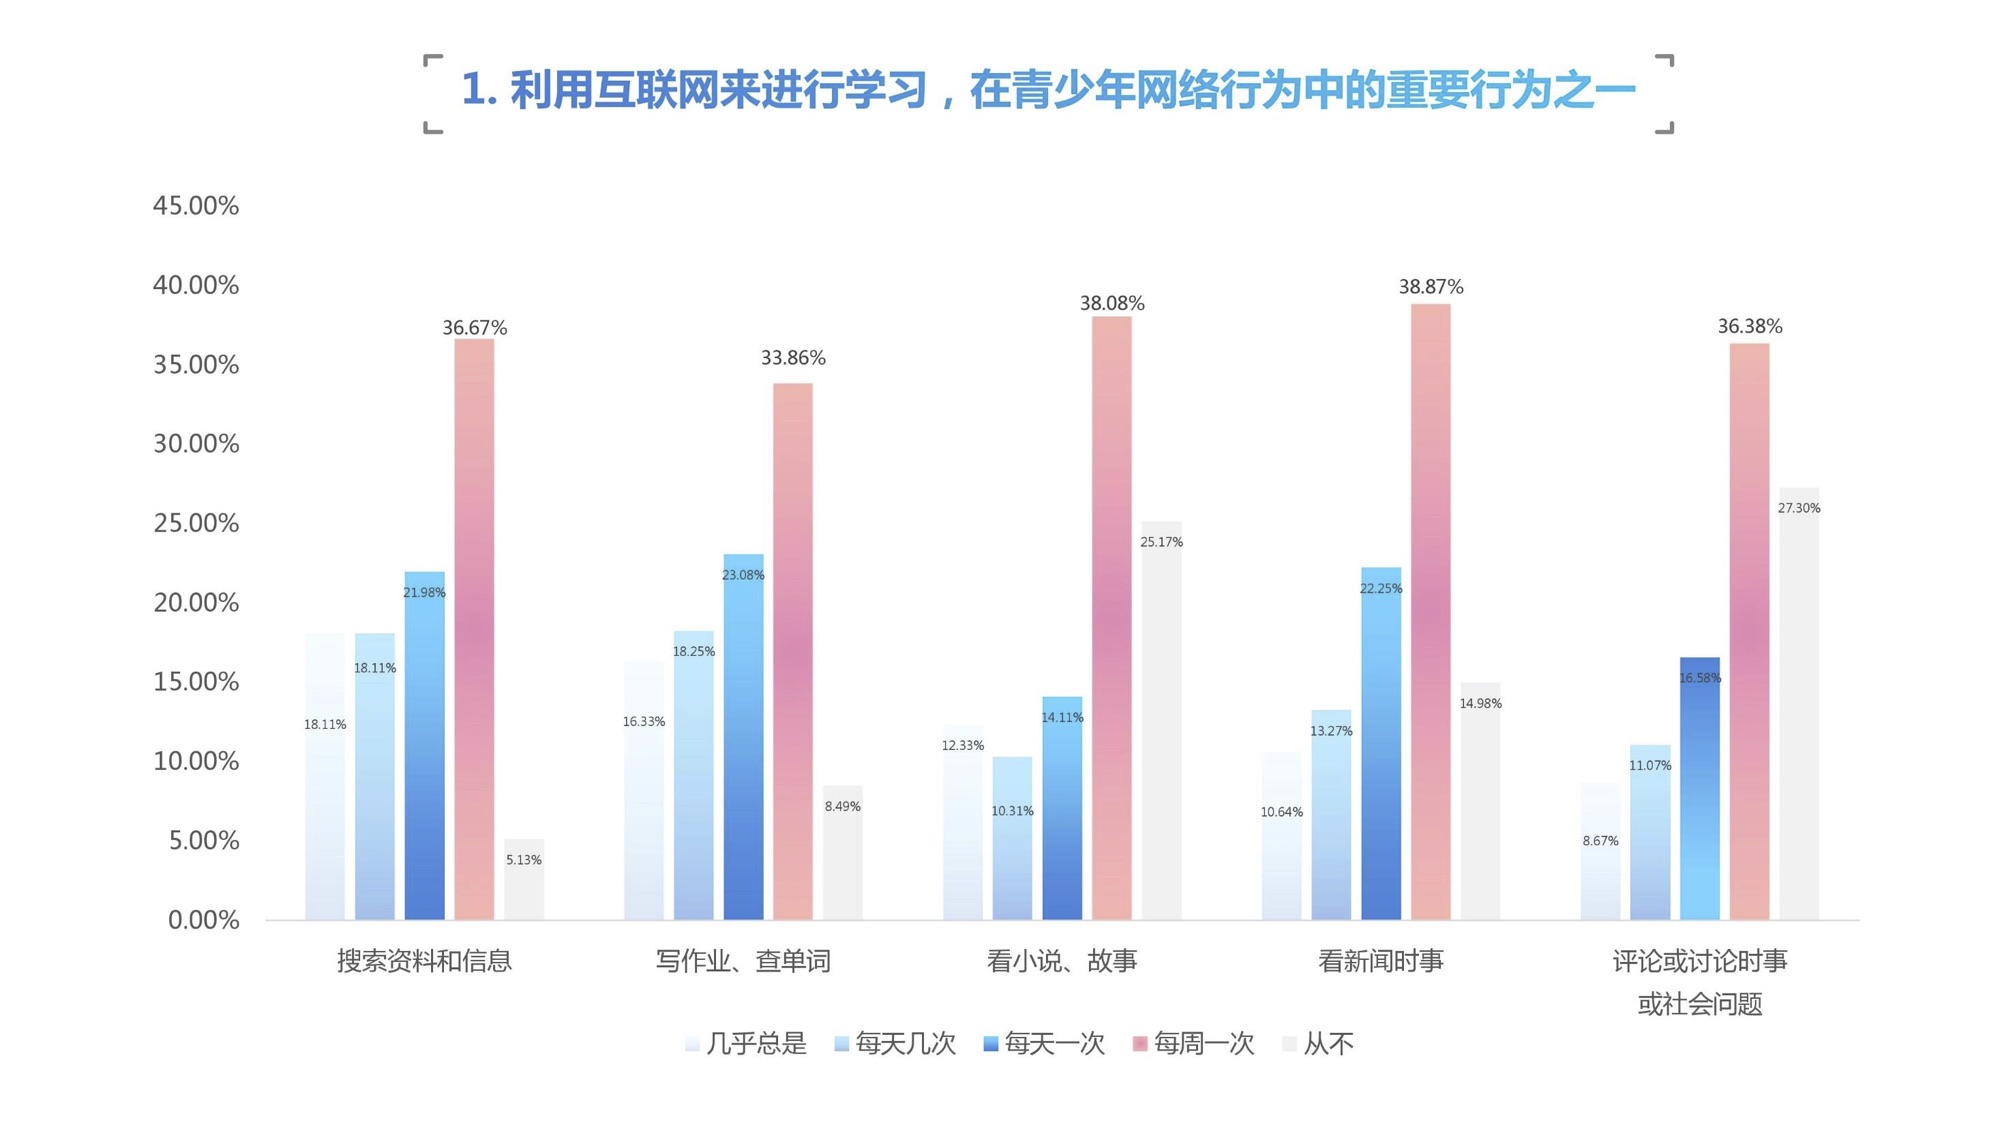 1. 利用互联网来进行学习，在青少年网络行为中的重要行为之一
45.00%
40.00%
35.00%
30.00%
25.00%
20.00%
15.00%
10.00%
5.00%
0.00%
18.11%
18.11%
21.98%
36.67%
5.13%
16.33%
18.25%
23.08%
33.86%
8.49%
12.33%
10.31%
14.11%
38.08%
25.17%
10.64%
13.27%
22.25%
38.87%
14.98%
8.67%
11.07%
16.58%
36.38%
27.30%
搜索资料和信息
写作业、查单词
看小说、故事
看新闻时事
评论或讨论时事
或社会问题
几乎总是
每天几次
每天一次
每周一次
从不